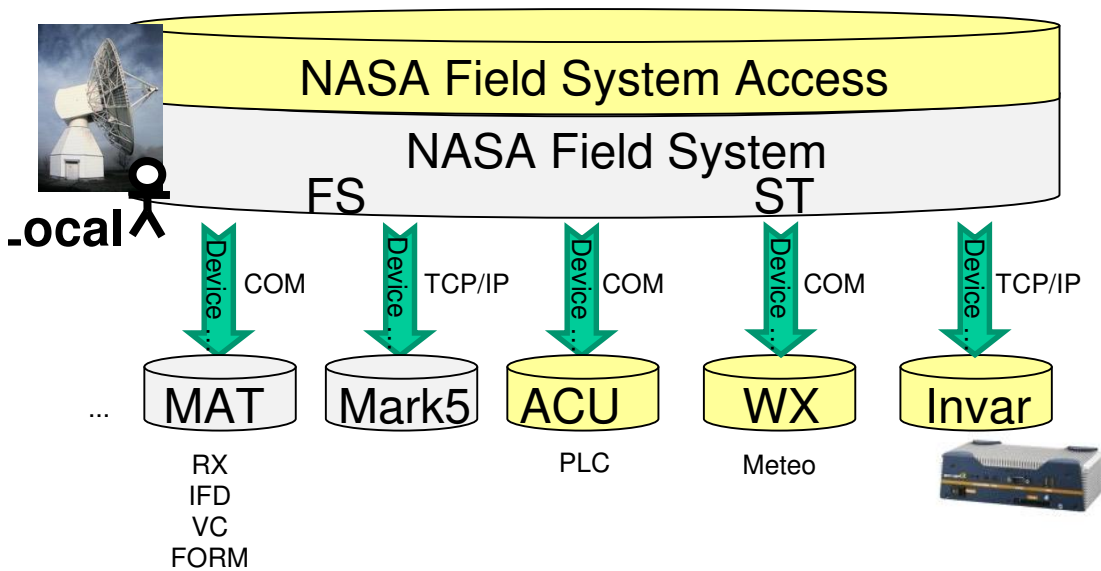 NASA Field System Access
NASA Field System
FS ST
Local
Device ... COM Device ... TCP/IP Device ... COM Device ... COM Device ... TCP/IP
... MAT Mark5 ACU WX Invar
RX PLC Meteo
IFD
VC
FORM